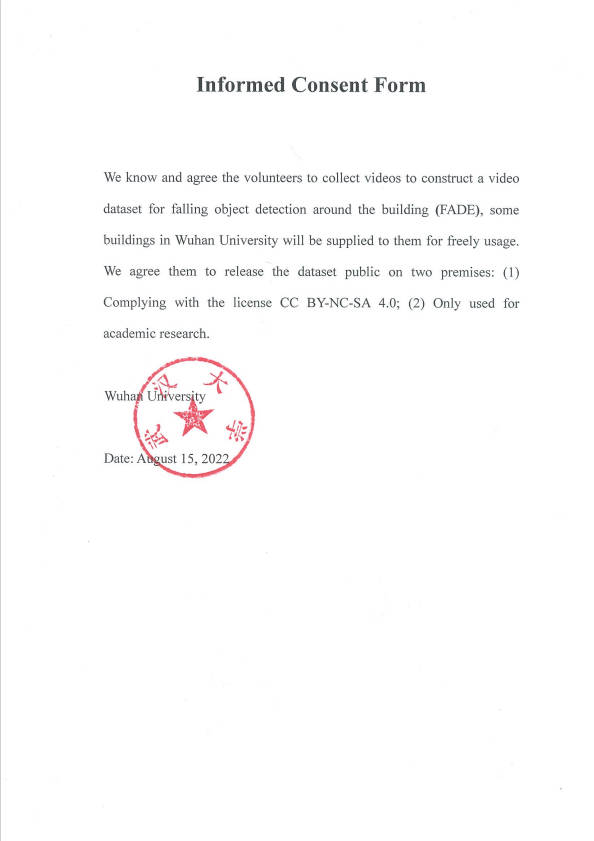 Informed Consent Form
We know and agree the volunteers to collect videos to construct a video
dataset for falling object detection around the building (FADE), some
buildings in Wuhan University will be supplied to them for freely usage.
We agree them to release the dataset public on two premises: (1)
Complying with the license CC BY-NC-SA 4.0; (2) Only used for
academic research.
Wuhan University
武汉大学
Date: August 15, 2022